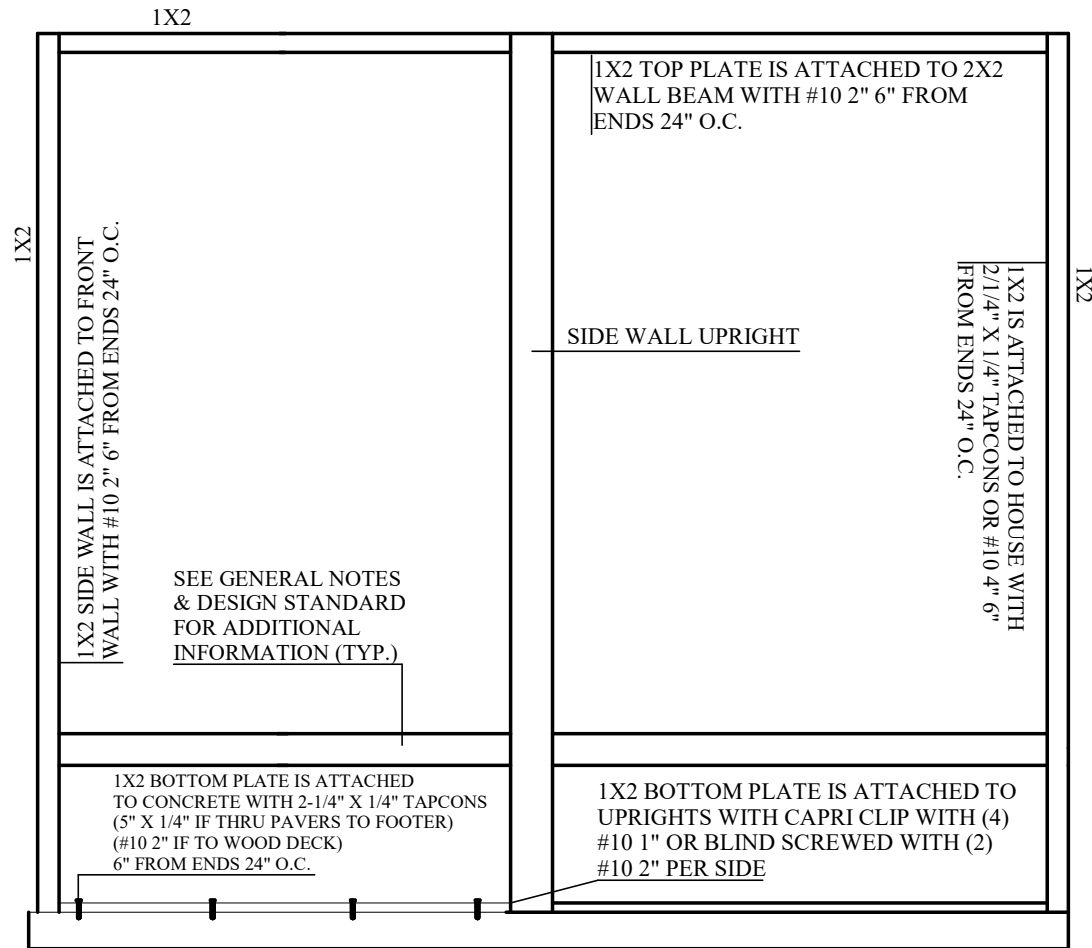 1X2
1X2 TOP PLATE IS ATTACHED TO 2X2
WALL BEAM WITH #10 2" 6" FROM
ENDS 24" O.C.
1X2
1X2 SIDE WALL IS ATTACHED TO FRONT
WALL WITH #10 2" 6" FROM ENDS 24" O.C.
SIDE WALL UPRIGHT
1X2 IS ATTACHED TO HOUSE WITH
2/1/4" X 1/4" TAPCONS OR #10 4" 6"
FROM ENDS 24" O.C.
1X2
SEE GENERAL NOTES
& DESIGN STANDARD
FOR ADDITIONAL
INFORMATION (TYP.)
1X2 BOTTOM PLATE IS ATTACHED
TO CONCRETE WITH 2-1/4" X 1/4" TAPCONS
(5" X 1/4" IF THRU PAVERS TO FOOTER)
(#10 2" IF TO WOOD DECK)
6" FROM ENDS 24" O.C.
1X2 BOTTOM PLATE IS ATTACHED TO
UPRIGHTS WITH CAPRI CLIP WITH (4)
#10 1" OR BLIND SCREWED WITH (2)
#10 2" PER SIDE